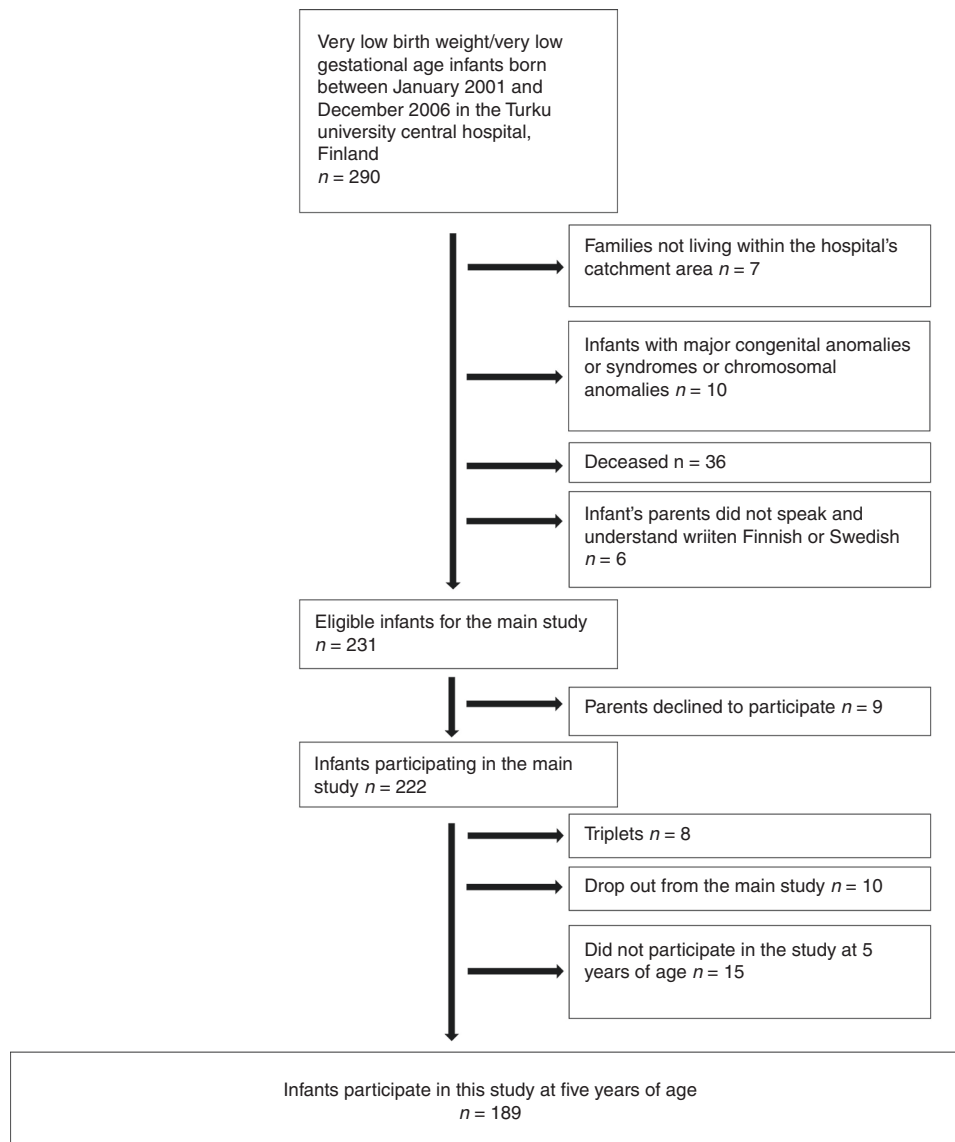 Very low birth weight/very low
gestational age infants born
between January 2001 and
December 2006 in the Turku
university central hospital,
Finland
n = 290
Families not living within the hospital's
catchment area n = 7
Infants with major congenital anomalies
or syndromes or chromosomal
anomalies n = 10
Deceased n = 36
Infant's parents did not speak and
understand wriiten Finnish or Swedish
n = 6
Eligible infants for the main study
n = 231
Parents declined to participate n = 9
Infants participating in the main
study n = 222
Triplets n = 8
Drop out from the main study n = 10
Did not participate in the study at 5
years of age n = 15
Infants participate in this study at five years of age
n = 189